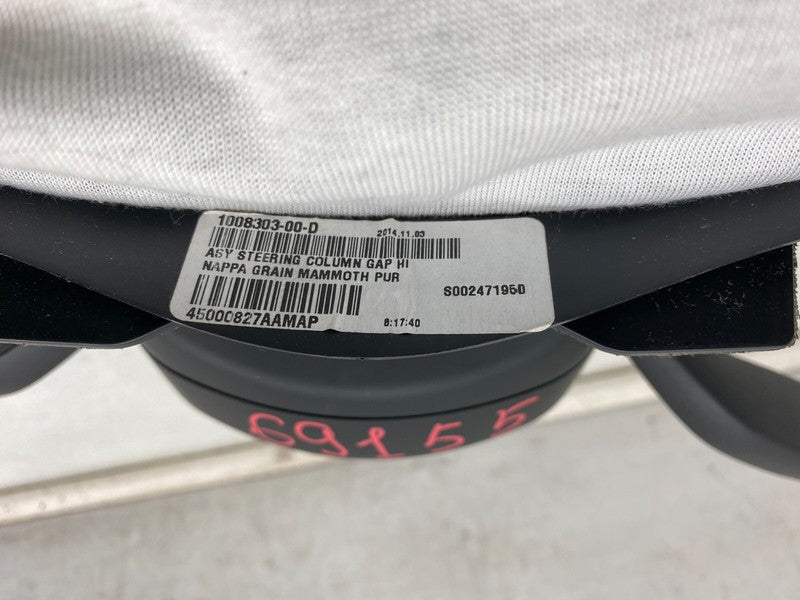 1008303-00-D
2014.11.03
ASY STEERING COLUMN GAP HI
NAPPA GRAIN MAMMOTH PUR
S002471950
45000827AAMAP
8:17:40
69155